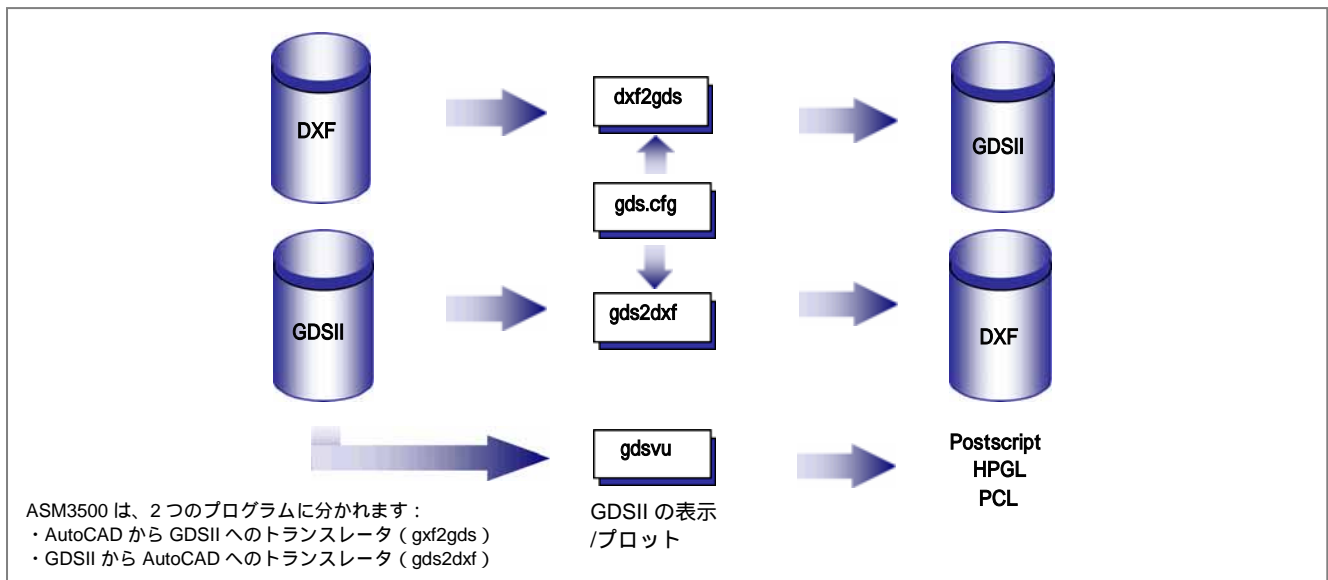 DXF
dxf2gds
GDSII
gds.cfg
GDSII
gds2dxf
DXF
gdsvu
Postscript
HPGL
PCL
GDSII の表示
/プロット
ASM3500 は、2 つのプログラムに分かれます：
・AutoCAD から GDSII へのトランスレータ（gxf2gds）
・GDSII から AutoCAD へのトランスレータ（gds2dxf）